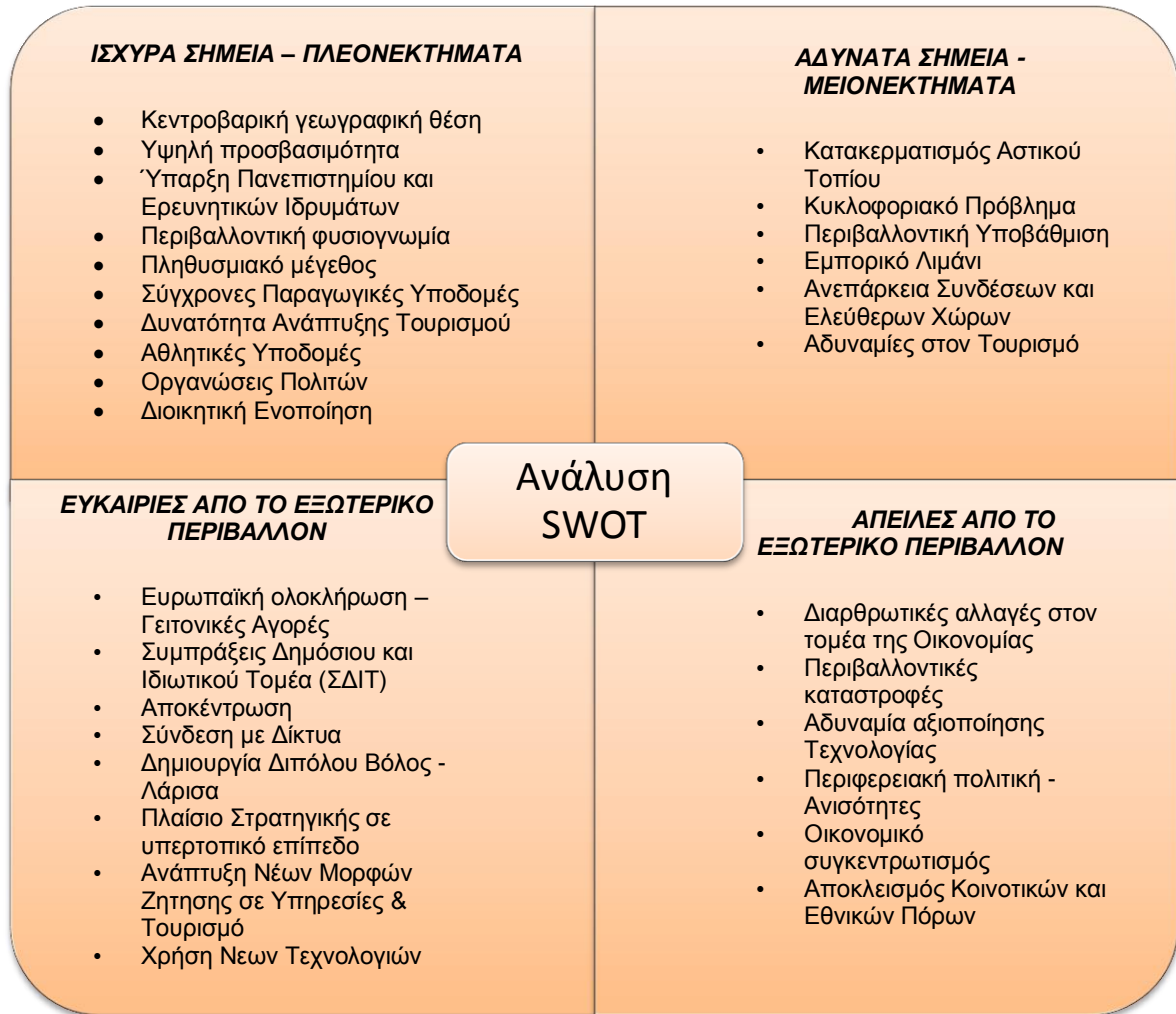 ΙΣΧΥΡΑ ΣΗΜΕΙΑ – ΠΛΕΟΝΕΚΤΗΜΑΤΑ
• Κεντροβαρική γεωγραφική θέση
• Υψηλή προσβασιμότητα
• Ύπαρξη Πανεπιστημίου και
Ερευνητικών Ιδρυμάτων
• Περιβαλλοντική φυσιογνωμία
• Πληθυσμιακό μέγεθος
• Σύγχρονες Παραγωγικές Υποδομές
• Δυνατότητα Ανάπτυξης Τουρισμού
• Αθλητικές Υποδομές
• Οργανώσεις Πολιτών
• Διοικητική Ενοποίηση
ΑΔΥΝΑΤΑ ΣΗΜΕΙΑ -
ΜΕΙΟΝΕΚΤΗΜΑΤΑ
• Κατακερματισμός Αστικού
Τοπίου
• Κυκλοφοριακό Πρόβλημα
• Περιβαλλοντική Υποβάθμιση
• Εμπορικό Λιμάνι
• Ανεπάρκεια Συνδέσεων και
Ελεύθερων Χώρων
• Αδυναμίες στον Τουρισμό
Ανάλυση
SWOT
ΕΥΚΑΙΡΙΕΣ ΑΠΟ ΤΟ ΕΞΩΤΕΡΙΚΟ
ΠΕΡΙΒΑΛΛΟΝ
• Ευρωπαϊκή ολοκλήρωση –
Γειτονικές Αγορές
• Συμπράξεις Δημόσιου και
Ιδιωτικού Τομέα (ΣΔΙΤ)
• Αποκέντρωση
• Σύνδεση με Δίκτυα
• Δημιουργία Διπόλου Βόλος -
Λάρισα
• Πλαίσιο Στρατηγικής σε
υπερτοπικό επίπεδο
• Ανάπτυξη Νέων Μορφών
Ζητησης σε Υπηρεσίες &
Τουρισμό
• Χρήση Νεων Τεχνολογιών
ΑΠΕΙΛΕΣ ΑΠΟ ΤΟ
ΕΞΩΤΕΡΙΚΟ ΠΕΡΙΒΑΛΛΟΝ
• Διαρθρωτικές αλλαγές στον
τομέα της Οικονομίας
• Περιβαλλοντικές
καταστροφές
• Αδυναμία αξιοποίησης
Τεχνολογίας
• Περιφερειακή πολιτική -
Ανισότητες
• Οικονομικό
συγκεντρωτισμός
• Αποκλεισμός Κοινοτικών και
Εθνικών Πόρων